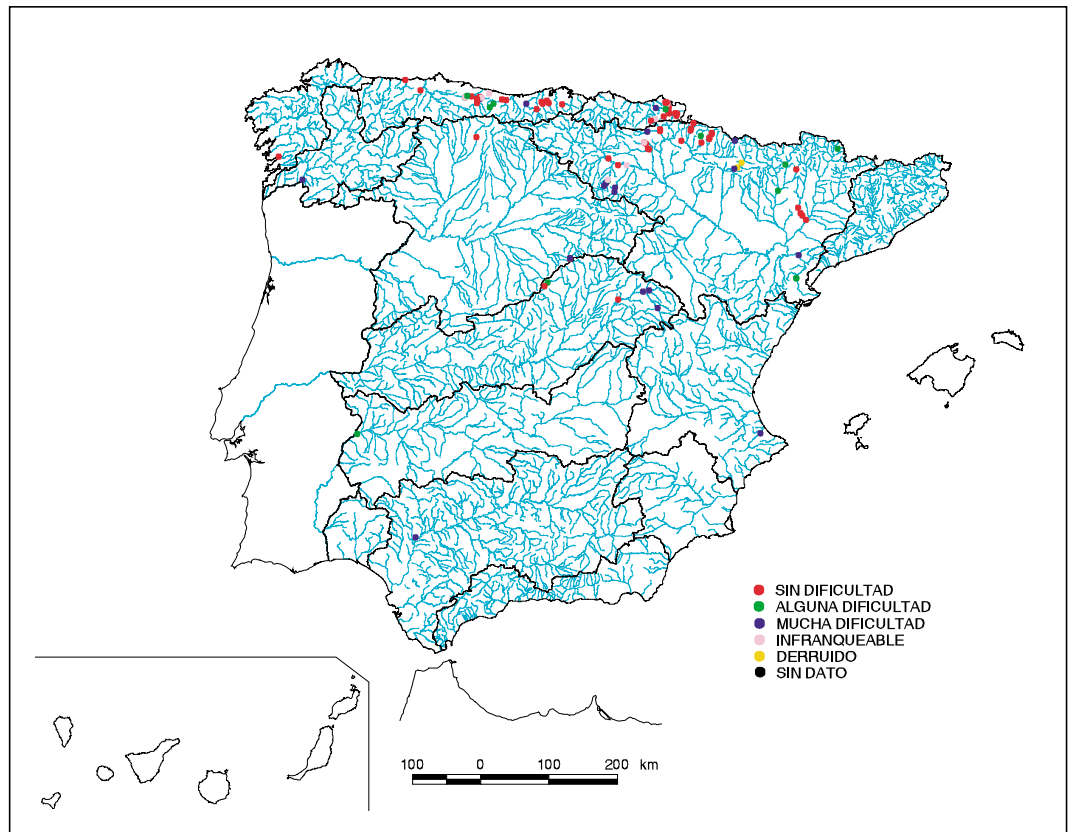 SIN DIFICULTAD
ALGUNA DIFICULTAD
MUCHA DIFICULTAD
INFRANQUEABLE
DERRUIDO
SIN DATO
100 0 100 200 km